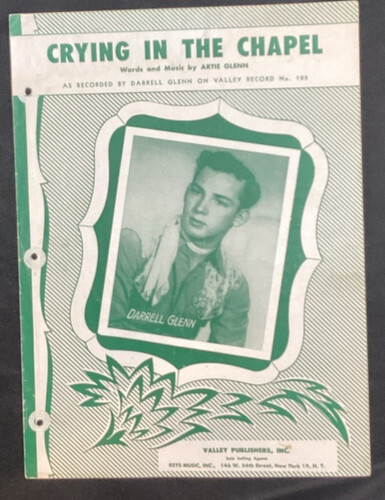 CRYING IN THE CHAPEL
Words and Music by ARTIE GLENN
AS RECORDED BY DARRELL GLENN ON VALLEY RECORD No. 105
DARRELL GLENN
VALLEY PUBLISHERS, INC.
Sole Selling Agents
KEYS MUSIC, INC., 146 W. 54th Street, New York 19, N. Y.